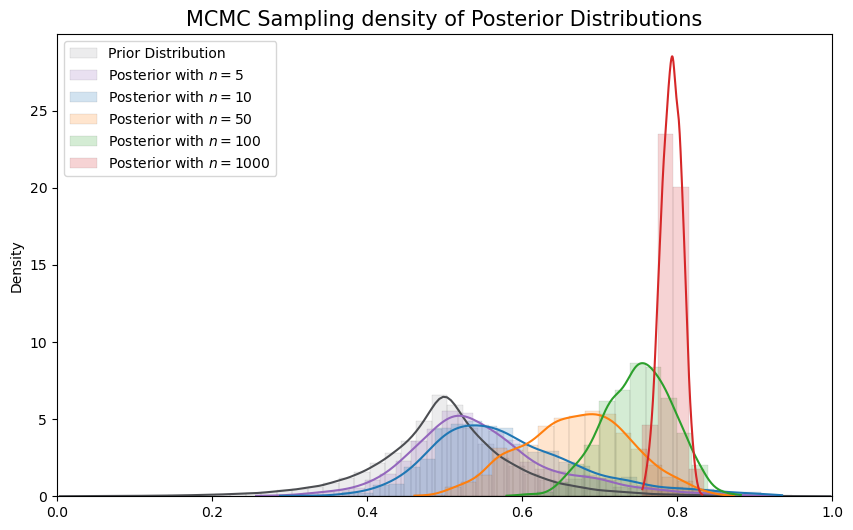 MCMC Sampling density of Posterior Distributions
Prior Distribution
Posterior with n = 5
Posterior with n = 10
Posterior with n = 50
Posterior with n = 100
Posterior with n = 1000
Density
25
20
15
10
5
0
0.0 0.2 0.4 0.6 0.8 1.0